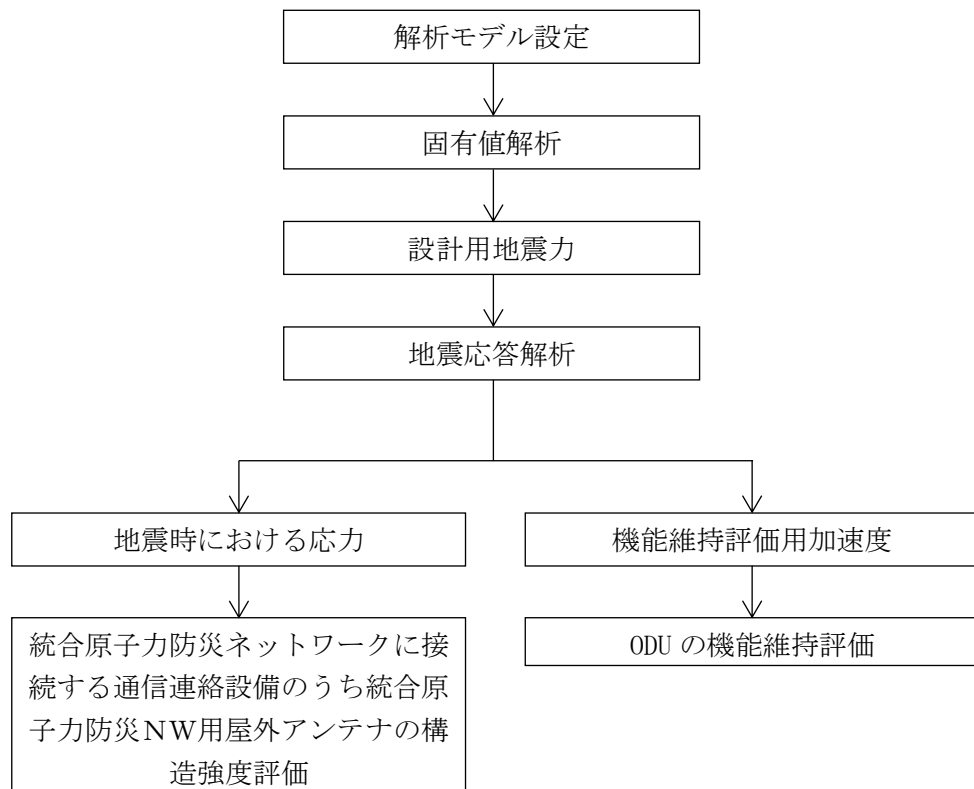 解析モデル設定
固有値解析
設計用地震力
地震応答解析
地震時における応力
機能維持評価用加速度
統合原子力防災ネットワークに接
続する通信連絡設備のうち統合原
子力防災NW用屋外アンテナの構
造強度評価
ODU の機能維持評価